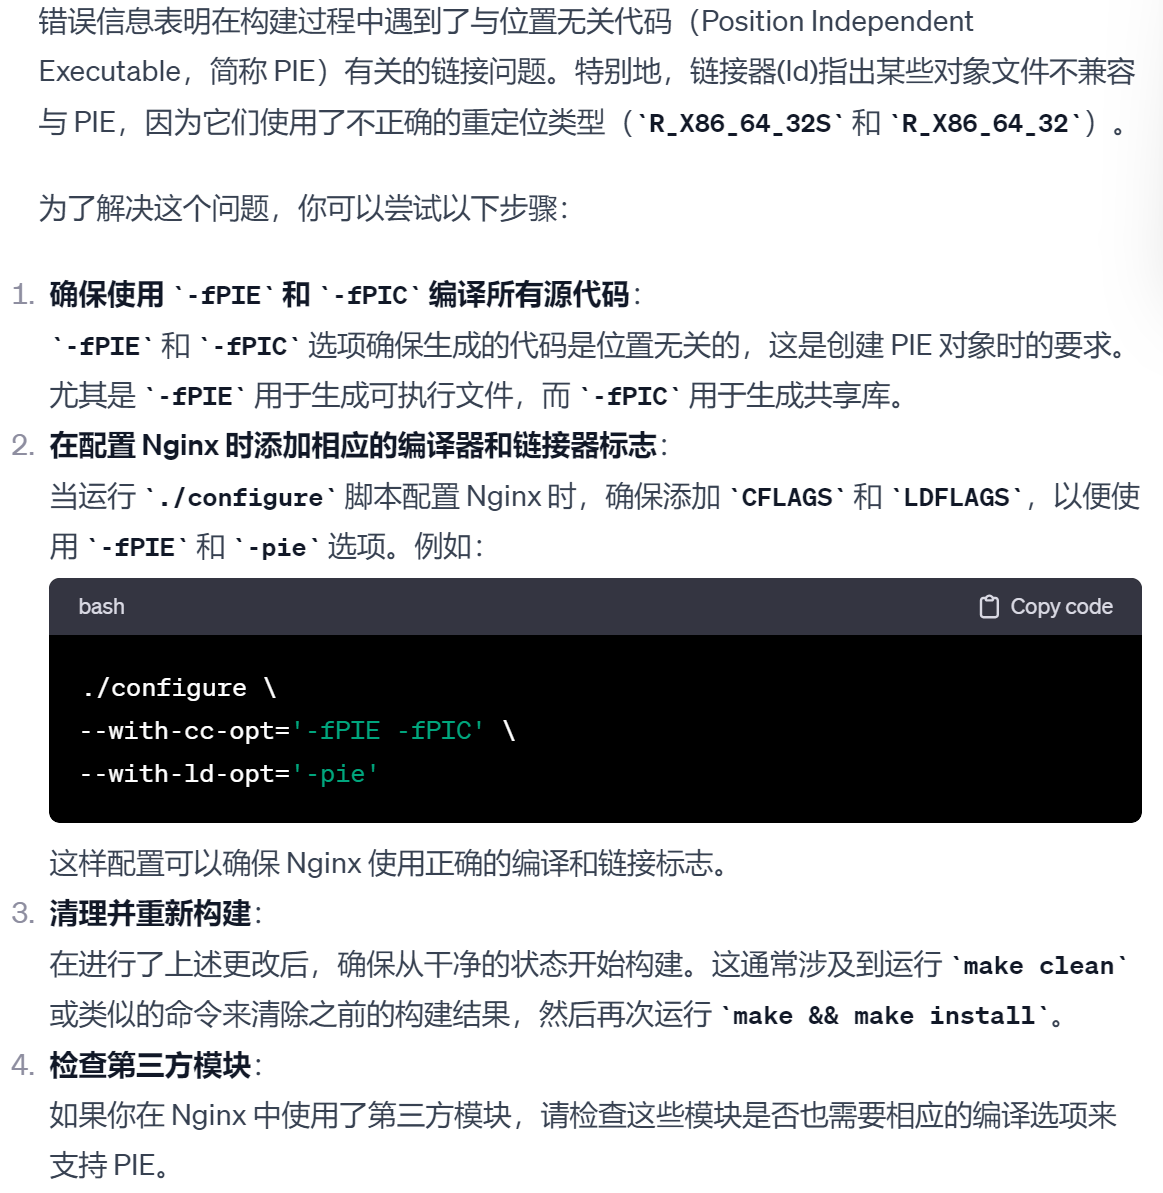 错误信息表明在构建过程中遇到了与位置无关代码（Position Independent
Executable，简称 PIE）有关的链接问题。特别地，链接器(ld)指出某些对象文件不兼容
与 PIE，因为它们使用了不正确的重定位类型（`R_X86_64_32S` 和 `R_X86_64_32`）。
为了解决这个问题，你可以尝试以下步骤：
1. 确保使用 `-fPIE` 和 `-fPIC` 编译所有源代码：
`-fPIE` 和 `-fPIC` 选项确保生成的代码是位置无关的，这是创建 PIE 对象时的要求。
尤其是 `-fPIE` 用于生成可执行文件，而 `-fPIC` 用于生成共享库。
2. 在配置 Nginx 时添加相应的编译器和链接器标志：
当运行 `./configure` 脚本配置 Nginx 时，确保添加 `CFLAGS` 和 `LDFLAGS`，以便使
用 `-fPIE` 和 `-pie` 选项。例如：
bash Copy code
./configure \
--with-cc-opt='-fPIE -fPIC' \
--with-ld-opt='-pie'
这样配置可以确保 Nginx 使用正确的编译和链接标志。
3. 清理并重新构建：
在进行了上述更改后，确保从干净的状态开始构建。这通常涉及到运行 `make clean`
或类似的命令来清除之前的构建结果，然后再次运行 `make && make install`。
4. 检查第三方模块：
如果你在 Nginx 中使用了第三方模块，请检查这些模块是否也需要相应的编译选项来
支持 PIE。